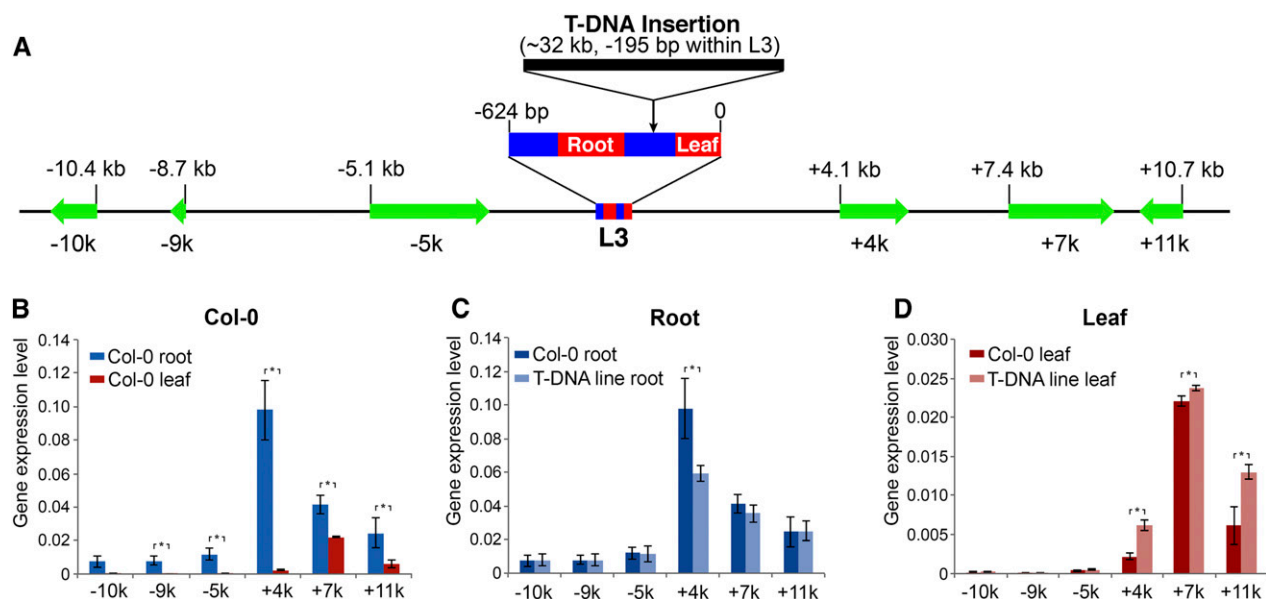 A
T-DNA Insertion
(~32 kb, -195 bp within L3)
-624 bp 0
Root Leaf
-10.4 kb -8.7 kb -5.1 kb +4.1 kb +7.4 kb +10.7 kb
-10k -9k -5k L3 +4k +7k +11k
B Col-0
Gene expression level
0.14
0.12
0.10
0.08
0.06
0.04
0.02
0
Col-0 root
Col-0 leaf
*
*
*
*
*
-10k -9k -5k +4k +7k +11k
C Root
Gene expression level
0.14
0.12
0.10
0.08
0.06
0.04
0.02
0
Col-0 root
T-DNA line root
*
-10k -9k -5k +4k +7k +11k
D Leaf
Gene expression level
0.030
0.025
0.020
0.015
0.010
0.005
0
Col-0 leaf
T-DNA line leaf
*
*
*
-10k -9k -5k +4k +7k +11k